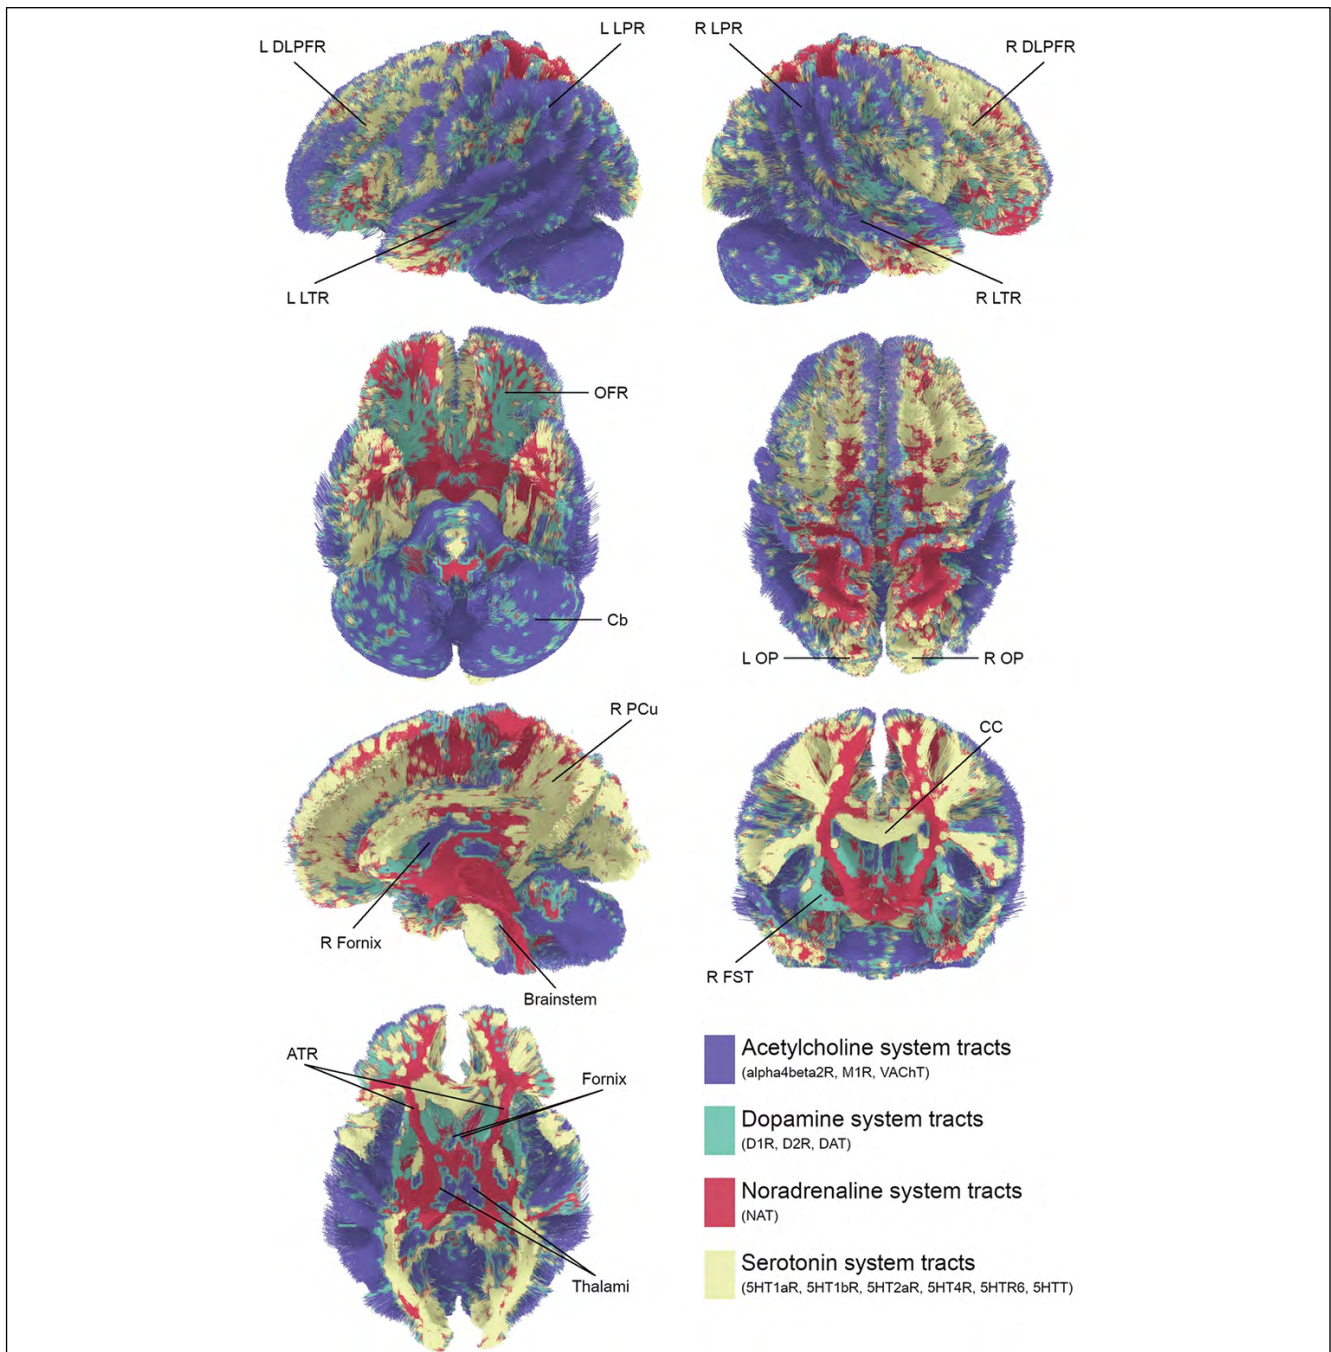 L DLPFR
L LPR
R LPR
R DLPFR
L LTR
R LTR
OFR
Cb
L OP
R OP
R PCu
CC
R Fornix
R FST
Brainstem
ATR
Fornix
Thalami
Acetylcholine system tracts
(alpha4beta2R, M1R, VAChT)
Dopamine system tracts
(D1R, D2R, DAT)
Noradrenaline system tracts
(NAT)
Serotonin system tracts
(5HT1aR, 5HT1bR, 5HT2aR, 5HT4R, 5HTR6, 5HTT)